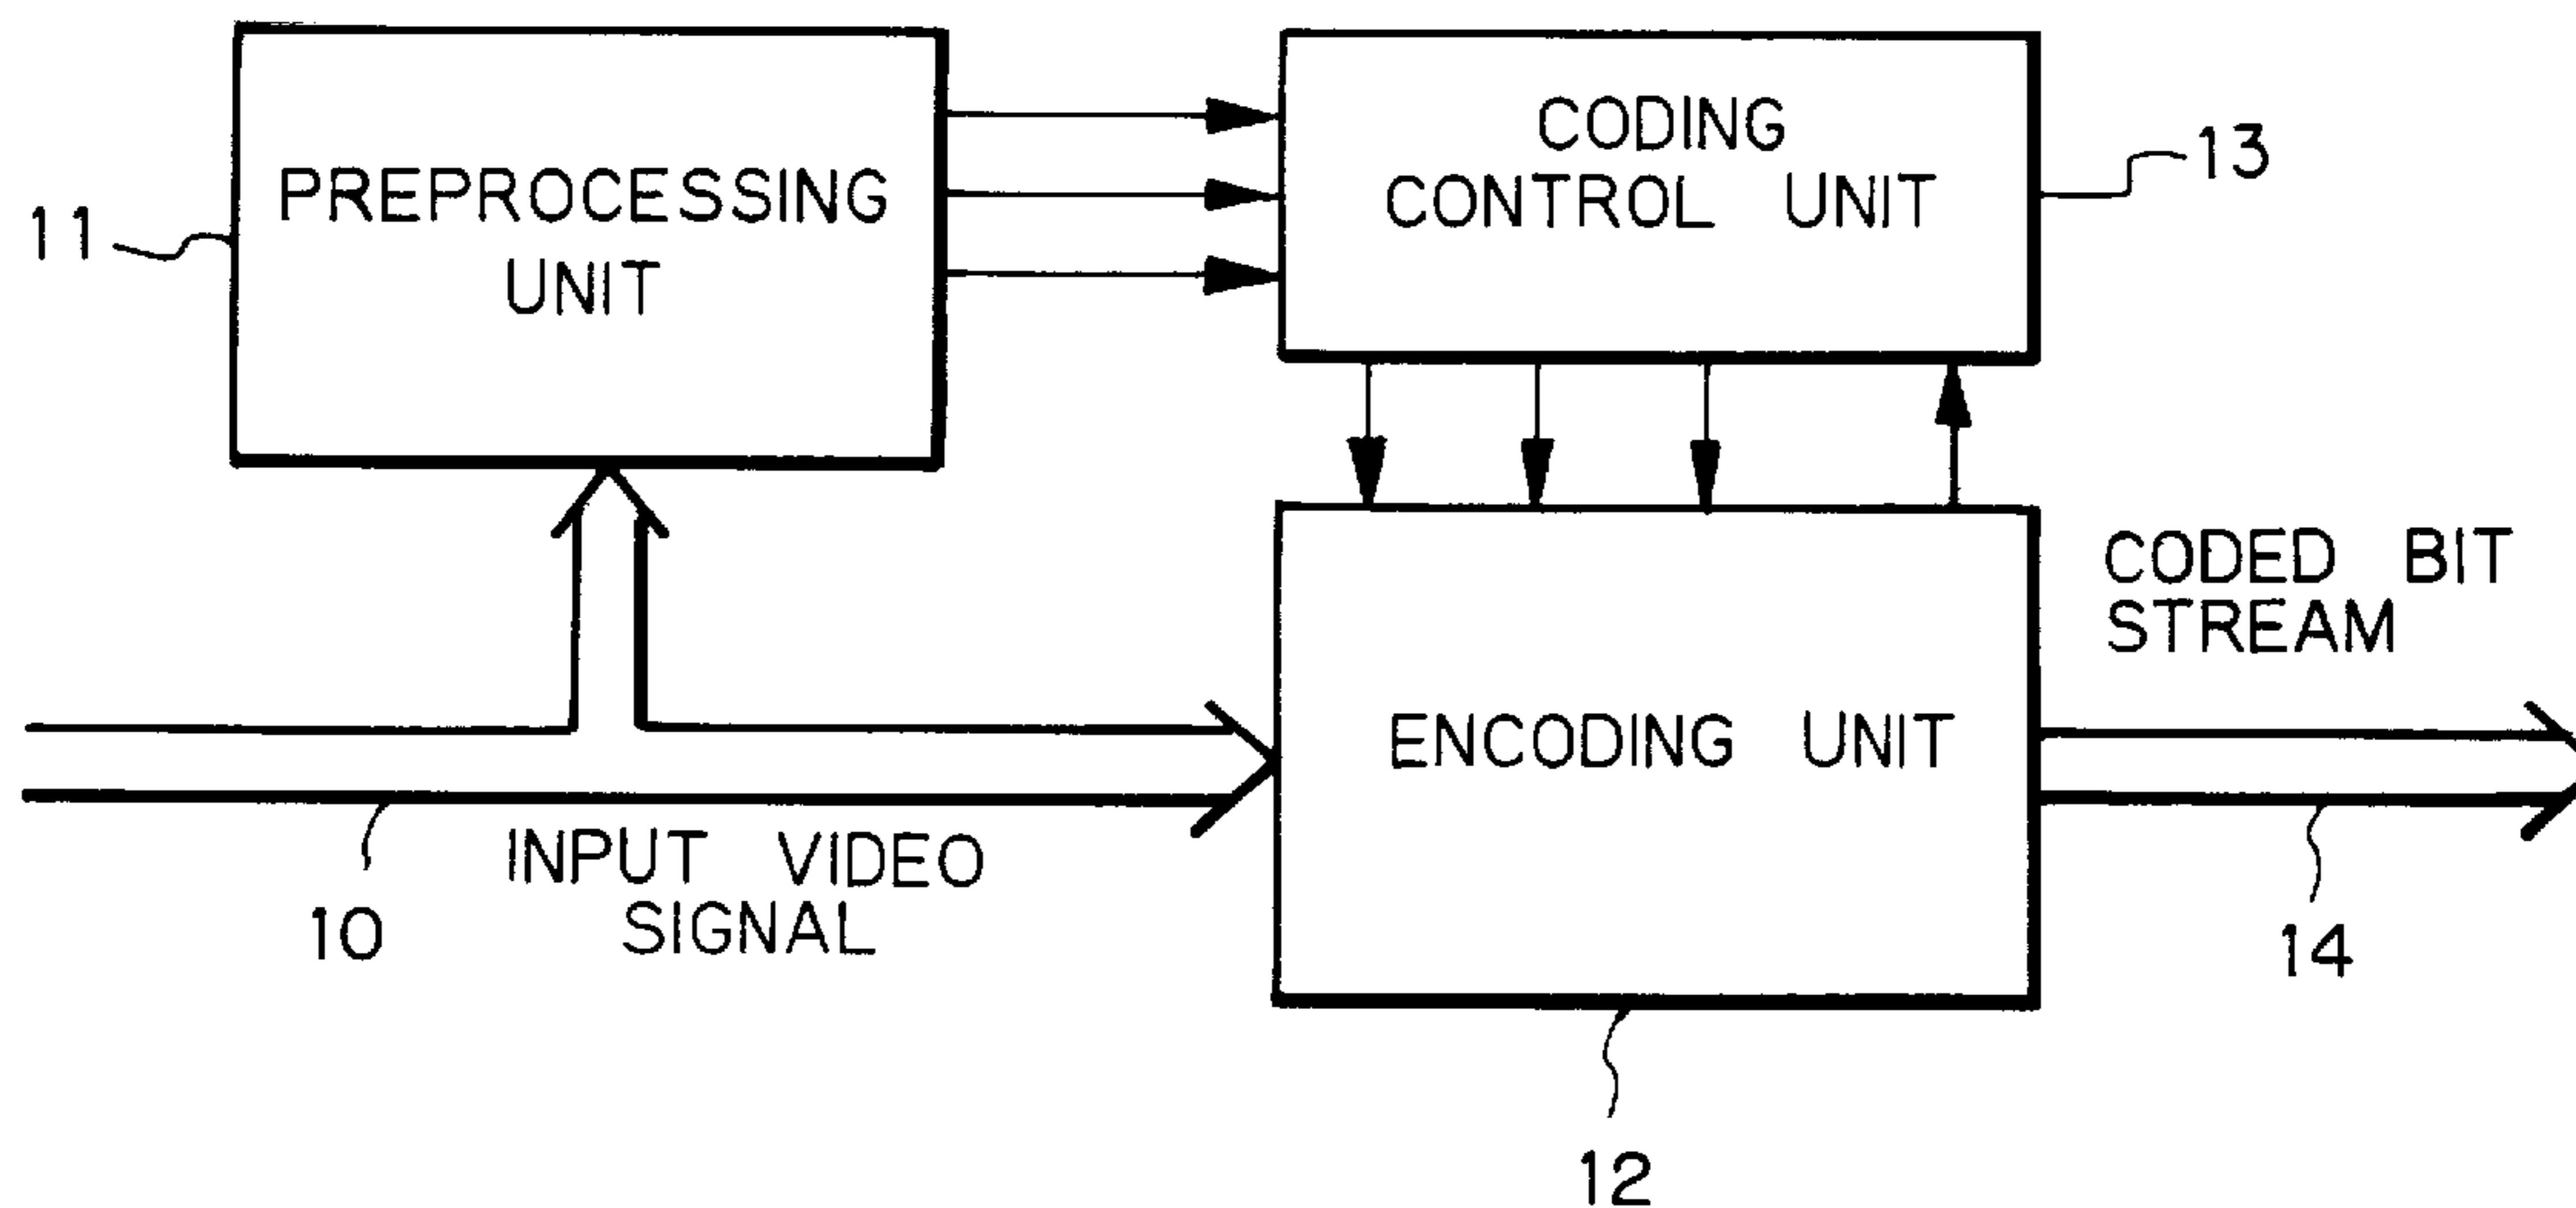 PREPROCESSING
UNIT
11
CODING
CONTROL UNIT
13
CODED BIT
STREAM
ENCODING UNIT
INPUT VIDEO
SIGNAL
10
14
12